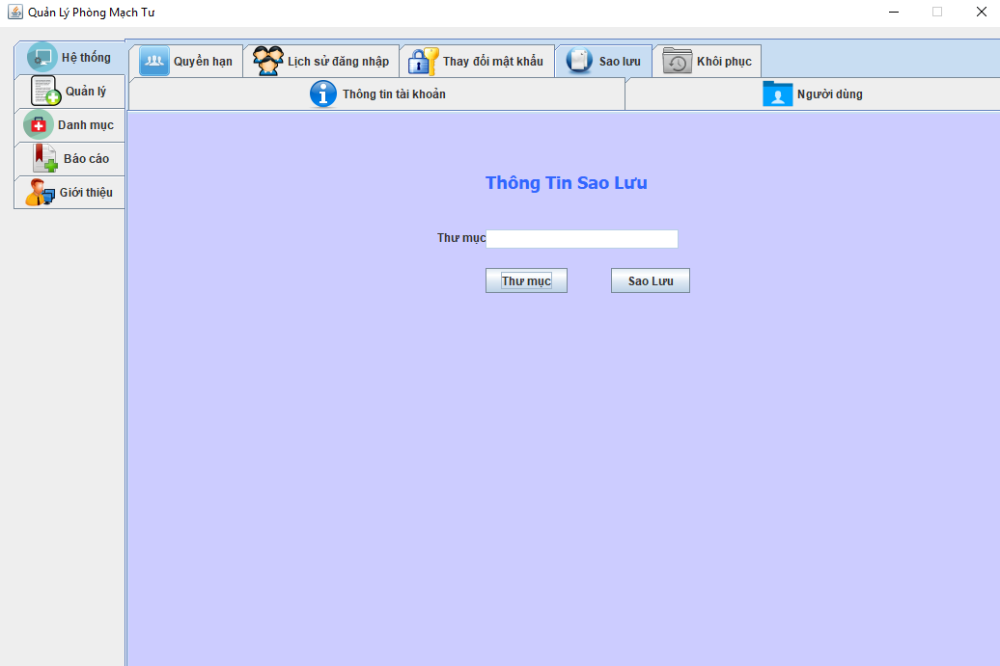 Quản Lý Phòng Mạch Tư
Hệ thống
Quản lý
Danh mục
Báo cáo
Giới thiệu
Quyền hạn
Lịch sử đăng nhập
Thay đổi mật khẩu
Sao lưu
Khôi phục
Thông tin tài khoản
Người dùng
Thông Tin Sao Lưu
Thư mục
Thư mục
Sao Lưu